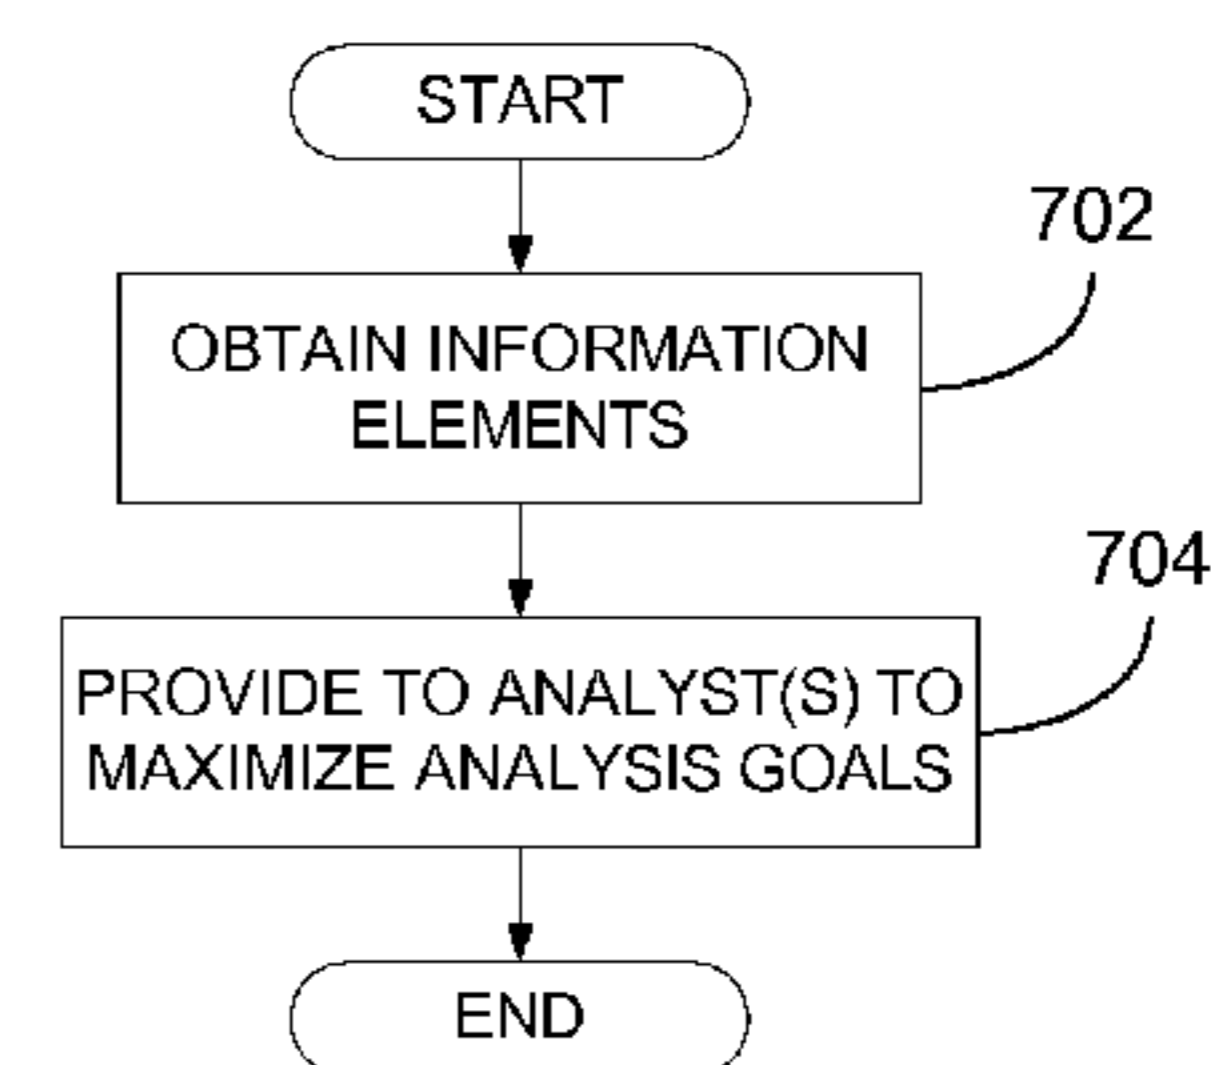 START
702
OBTAIN INFORMATION
ELEMENTS
704
PROVIDE TO ANALYST(S) TO
MAXIMIZE ANALYSIS GOALS
END